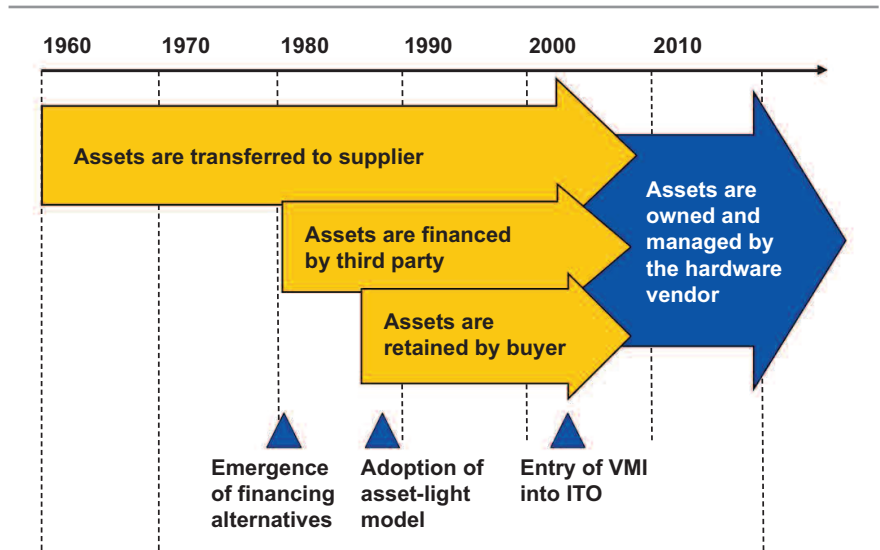 1960 1970 1980 1990 2000 2010
Assets are transferred to supplier
Assets are financed
by third party
Assets are
retained by buyer
Assets are
owned and
managed by
the hardware
vendor
Emergence
of financing
alternatives
Adoption of
asset-light
model
Entry of VMI
into ITO